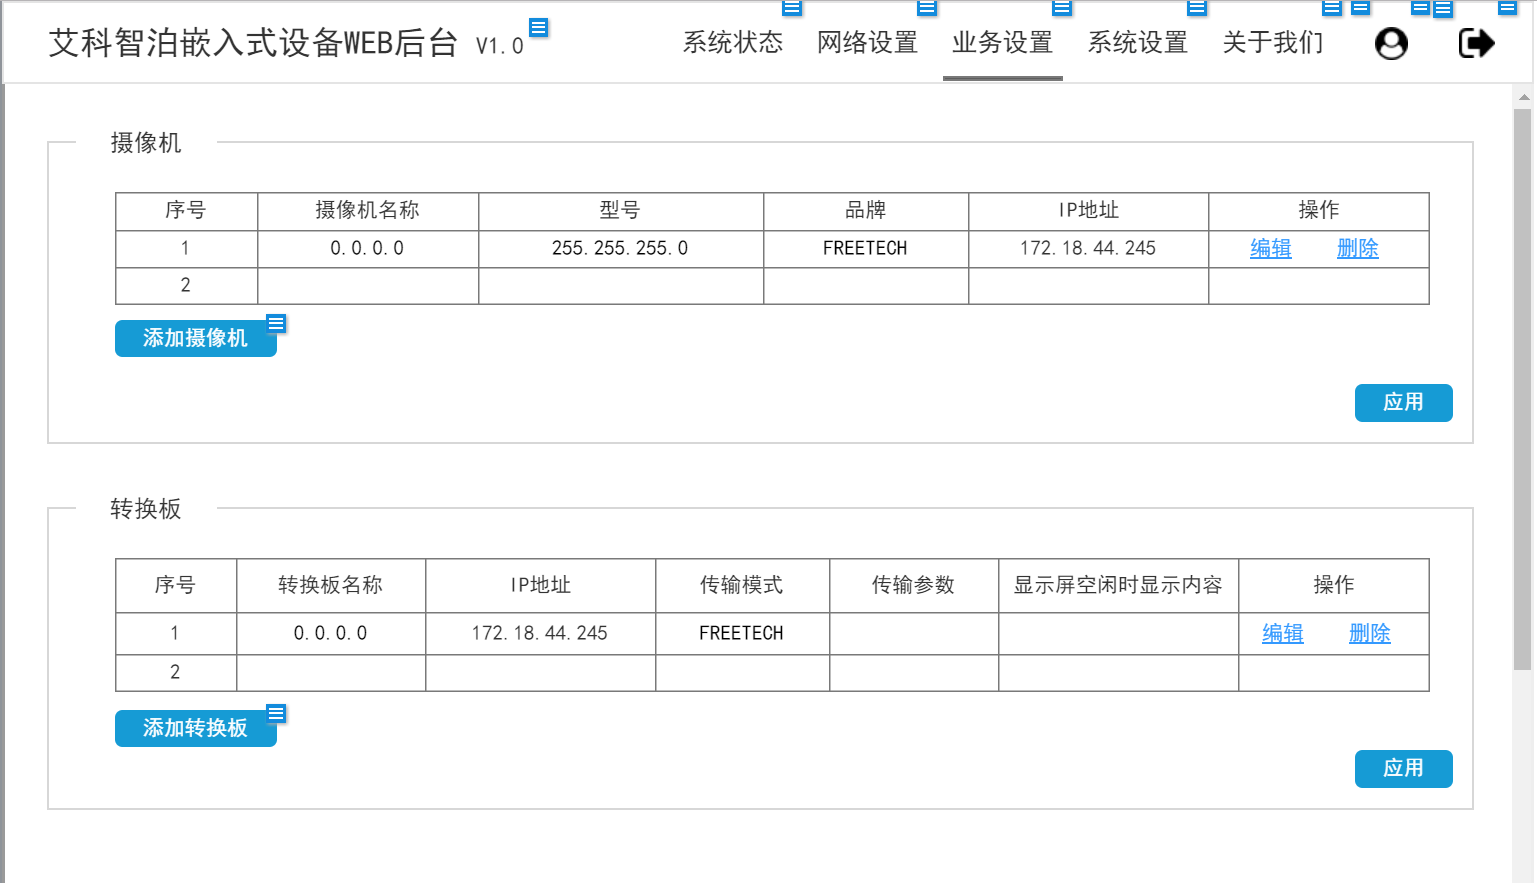 艾科智泊嵌入式设备WEB后台 V1.0 系统状态 网络设置 业务设置 系统设置 关于我们
摄像机
序号 摄像机名称 型号 品牌 IP地址 操作
1 0.0.0.0 255.255.255.0 FREETECH 172.18.44.245 编辑 删除
2
添加摄像机
应用
转换板
序号 转换板名称 IP地址 传输模式 传输参数 显示屏空闲时显示内容 操作
1 0.0.0.0 172.18.44.245 FREETECH 编辑 删除
2
添加转换板
应用